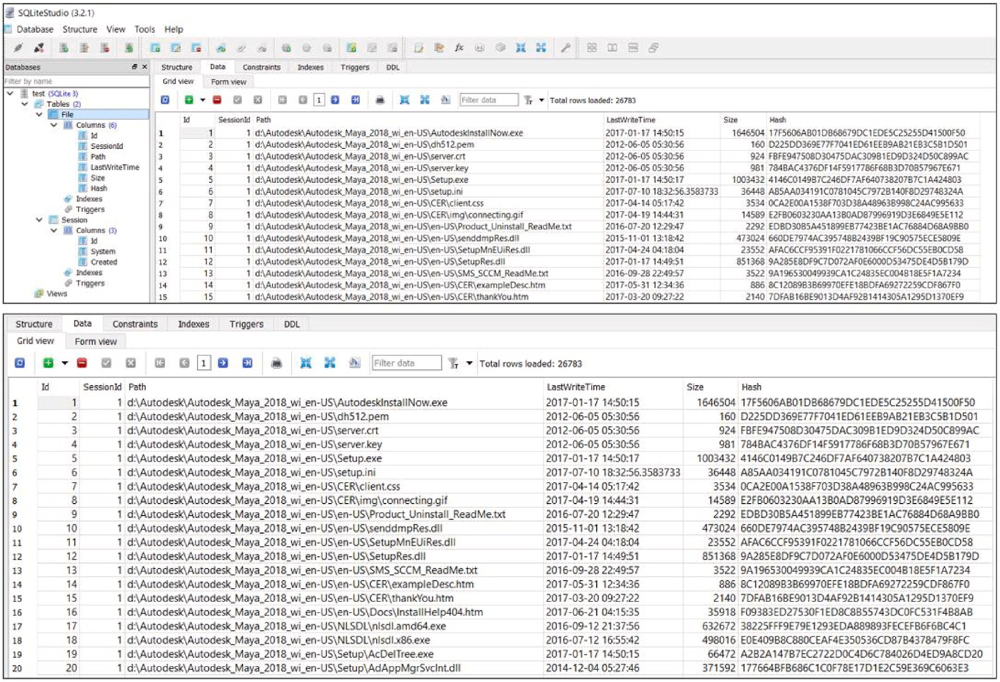 SQLiteStudio (3.2.1)
Database Structure View Tools Help
Databases
Filter by name
test (SQLite 3)
Tables (2)
File
Columns (6)
Id
SessionId
Path
LastWriteTime
Size
Hash
Indexes
Triggers
Session
Columns (3)
Id
System
Created
Indexes
Triggers
Views
Structure Data Constraints Indexes Triggers DDL
Grid view Form view
1 Filter data Total rows loaded: 26783
Id SessionId Path LastWriteTime Size Hash
1 1 1 d:\Autodesk\Autodesk_Maya_2018_wi_en-US\AutodeskInstallNow.exe 2017-01-17 14:50:15 1646504 17F5606AB01DB68679DC1EDE5C25255D41500F50
2 2 1 d:\Autodesk\Autodesk_Maya_2018_wi_en-US\dh512.pem 2012-06-05 05:30:56 160 D225DD369E77F7041ED61EEB9AB21EB3C5B1D501
3 3 1 d:\Autodesk\Autodesk_Maya_2018_wi_en-US\server.crt 2012-06-05 05:30:56 924 FBFE947508D30475DAC309B1ED9D324D50C899AC
4 4 1 d:\Autodesk\Autodesk_Maya_2018_wi_en-US\server.key 2012-06-05 05:30:56 981 784BAC4376DF14F5917786F68B3D70B57967E671
5 5 1 d:\Autodesk\Autodesk_Maya_2018_wi_en-US\Setup.exe 2017-01-17 14:50:17 1003432 4146C0149B7C246DF7AF640738207B7C1A424803
6 6 1 d:\Autodesk\Autodesk_Maya_2018_wi_en-US\setup.ini 2017-07-10 18:32:56.3583733 36448 A85AA034191C0781045C7972B140F8D29748324A
7 7 1 d:\Autodesk\Autodesk_Maya_2018_wi_en-US\CER\client.css 2017-04-14 05:17:42 3534 0CA2E00A1538F703D38A48963B998C24AC995633
8 8 1 d:\Autodesk\Autodesk_Maya_2018_wi_en-US\CER\img\connecting.gif 2017-04-19 14:44:31 14589 E2FB0603230AA13B0AD87996919D3E6849E5E112
9 9 1 d:\Autodesk\Autodesk_Maya_2018_wi_en-US\en-US\Product_Uninstall_ReadMe.txt 2016-07-20 12:29:47 2292 EDBD30B5A451899EB77423BE1AC76884D68A9BB0
10 10 1 d:\Autodesk\Autodesk_Maya_2018_wi_en-US\en-US\senddmpRes.dll 2015-11-01 13:18:42 473024 660DE7974AC395748B2439BF19C90575ECE5809E
11 11 1 d:\Autodesk\Autodesk_Maya_2018_wi_en-US\en-US\SetupMnEUiRes.dll 2017-04-24 04:18:04 23552 AFAC6CCF95391F0221781066CCF56DC55EB0CD58
12 12 1 d:\Autodesk\Autodesk_Maya_2018_wi_en-US\en-US\SetupRes.dll 2017-01-17 14:49:51 851368 9A285E8DF9C7D072AF0E6000D53475DE4D5B179D
13 13 1 d:\Autodesk\Autodesk_Maya_2018_wi_en-US\en-US\SMS_SCCM_ReadMe.txt 2016-09-28 22:49:57 3522 9A196530049939CA1C24835EC004B18E5F1A7234
14 14 1 d:\Autodesk\Autodesk_Maya_2018_wi_en-US\en-US\CER\exampleDesc.htm 2017-05-31 12:34:36 886 8C12089B3B69970EFE18BDFA69272259CDF867F0
15 15 1 d:\Autodesk\Autodesk_Maya_2018_wi_en-US\en-US\CER\thankYou.htm 2017-03-20 09:27:22 2140 7DFAB16BE9013D4AF92B1414305A1295D1370EF9
Structure Data Constraints Indexes Triggers DDL
Grid view Form view
1 Filter data Total rows loaded: 26783
Id SessionId Path LastWriteTime Size Hash
1 1 1 d:\Autodesk\Autodesk_Maya_2018_wi_en-US\AutodeskInstallNow.exe 2017-01-17 14:50:15 1646504 17F5606AB01DB68679DC1EDE5C25255D41500F50
2 2 1 d:\Autodesk\Autodesk_Maya_2018_wi_en-US\dh512.pem 2012-06-05 05:30:56 160 D225DD369E77F7041ED61EEB9AB21EB3C5B1D501
3 3 1 d:\Autodesk\Autodesk_Maya_2018_wi_en-US\server.crt 2012-06-05 05:30:56 924 FBFE947508D30475DAC309B1ED9D324D50C899AC
4 4 1 d:\Autodesk\Autodesk_Maya_2018_wi_en-US\server.key 2012-06-05 05:30:56 981 784BAC4376DF14F5917786F68B3D70B57967E671
5 5 1 d:\Autodesk\Autodesk_Maya_2018_wi_en-US\Setup.exe 2017-01-17 14:50:17 1003432 4146C0149B7C246DF7AF640738207B7C1A424803
6 6 1 d:\Autodesk\Autodesk_Maya_2018_wi_en-US\setup.ini 2017-07-10 18:32:56.3583733 36448 A85AA034191C0781045C7972B140F8D29748324A
7 7 1 d:\Autodesk\Autodesk_Maya_2018_wi_en-US\CER\client.css 2017-04-14 05:17:42 3534 0CA2E00A1538F703D38A48963B998C24AC995633
8 8 1 d:\Autodesk\Autodesk_Maya_2018_wi_en-US\CER\img\connecting.gif 2017-04-19 14:44:31 14589 E2FB0603230AA13B0AD87996919D3E6849E5E112
9 9 1 d:\Autodesk\Autodesk_Maya_2018_wi_en-US\en-US\Product_Uninstall_ReadMe.txt 2016-07-20 12:29:47 2292 EDBD30B5A451899EB77423BE1AC76884D68A9BB0
10 10 1 d:\Autodesk\Autodesk_Maya_2018_wi_en-US\en-US\senddmpRes.dll 2015-11-01 13:18:42 473024 660DE7974AC395748B2439BF19C90575ECE5809E
11 11 1 d:\Autodesk\Autodesk_Maya_2018_wi_en-US\en-US\SetupMnEUiRes.dll 2017-04-24 04:18:04 23552 AFAC6CCF95391F0221781066CCF56DC55EB0CD58
12 12 1 d:\Autodesk\Autodesk_Maya_2018_wi_en-US\en-US\SetupRes.dll 2017-01-17 14:49:51 851368 9A285E8DF9C7D072AF0E6000D53475DE4D5B179D
13 13 1 d:\Autodesk\Autodesk_Maya_2018_wi_en-US\en-US\SMS_SCCM_ReadMe.txt 2016-09-28 22:49:57 3522 9A196530049939CA1C24835EC004B18E5F1A7234
14 14 1 d:\Autodesk\Autodesk_Maya_2018_wi_en-US\en-US\CER\exampleDesc.htm 2017-05-31 12:34:36 886 8C12089B3B69970EFE18BDFA69272259CDF867F0
15 15 1 d:\Autodesk\Autodesk_Maya_2018_wi_en-US\en-US\CER\thankYou.htm 2017-03-20 09:27:22 2140 7DFAB16BE9013D4AF92B1414305A1295D1370EF9
16 16 1 d:\Autodesk\Autodesk_Maya_2018_wi_en-US\en-US\Docs\InstallHelp404.htm 2017-06-21 04:15:35 35918 F09383ED27530F1ED8C8B55743DC0FC531F4B8AB
17 17 1 d:\Autodesk\Autodesk_Maya_2018_wi_en-US\NLSDL\nlsdl.amd64.exe 2016-09-12 21:37:56 632672 38225FFF9E79E1293EDA889893FECEFB6F6BC4C1
18 18 1 d:\Autodesk\Autodesk_Maya_2018_wi_en-US\NLSDL\nlsdl.x86.exe 2016-07-12 16:55:42 498016 E0E409B8C880CEAF4E350536CD87B4378479F8FC
19 19 1 d:\Autodesk\Autodesk_Maya_2018_wi_en-US\Setup\AcDelTree.exe 2017-01-17 14:50:15 66472 A2B2A147B7EC2722D0C4D6C784026D4ED9A8CD20
20 20 1 d:\Autodesk\Autodesk_Maya_2018_wi_en-US\Setup\AdAppMgrSvcInt.dll 2014-12-04 05:27:46 371592 177664BFB686C1C0F78E17D1E2C59E369C6063E3